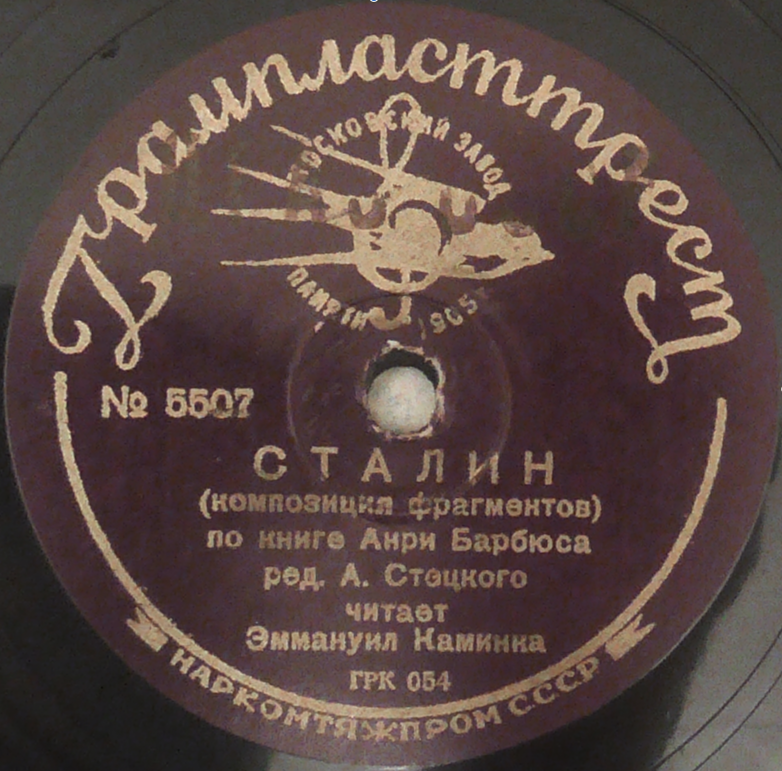 Грампласттрест
МОСКОВСКИЙ ЗАВОД
ПАМЯТИ 1905 г.
№ 5507
СТАЛИН
(композиция фрагментов)
по книге Анри Барбюса
ред. А. Стецкого
читает
Эммануил Каминка
ГРК 054
НАРКОМТЯЖПРОМ СССР